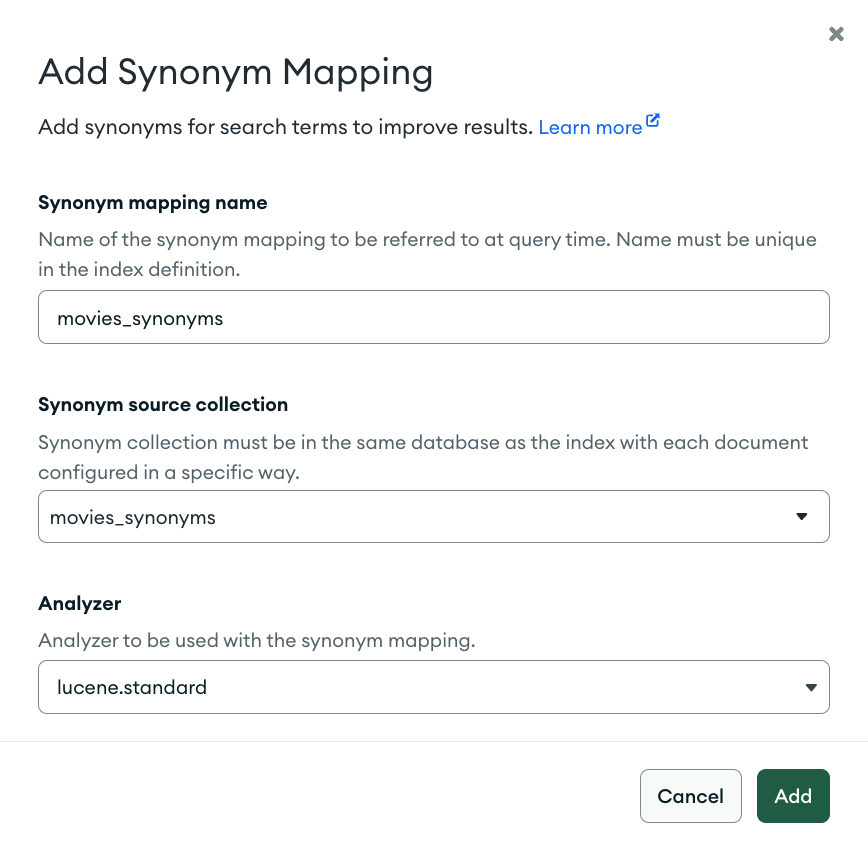 Add Synonym Mapping
Add synonyms for search terms to improve results. Learn more
Synonym mapping name
Name of the synonym mapping to be referred to at query time. Name must be unique
in the index definition.
movies_synonyms
Synonym source collection
Synonym collection must be in the same database as the index with each document
configured in a specific way.
movies_synonyms
Analyzer
Analyzer to be used with the synonym mapping.
lucene.standard
Cancel Add